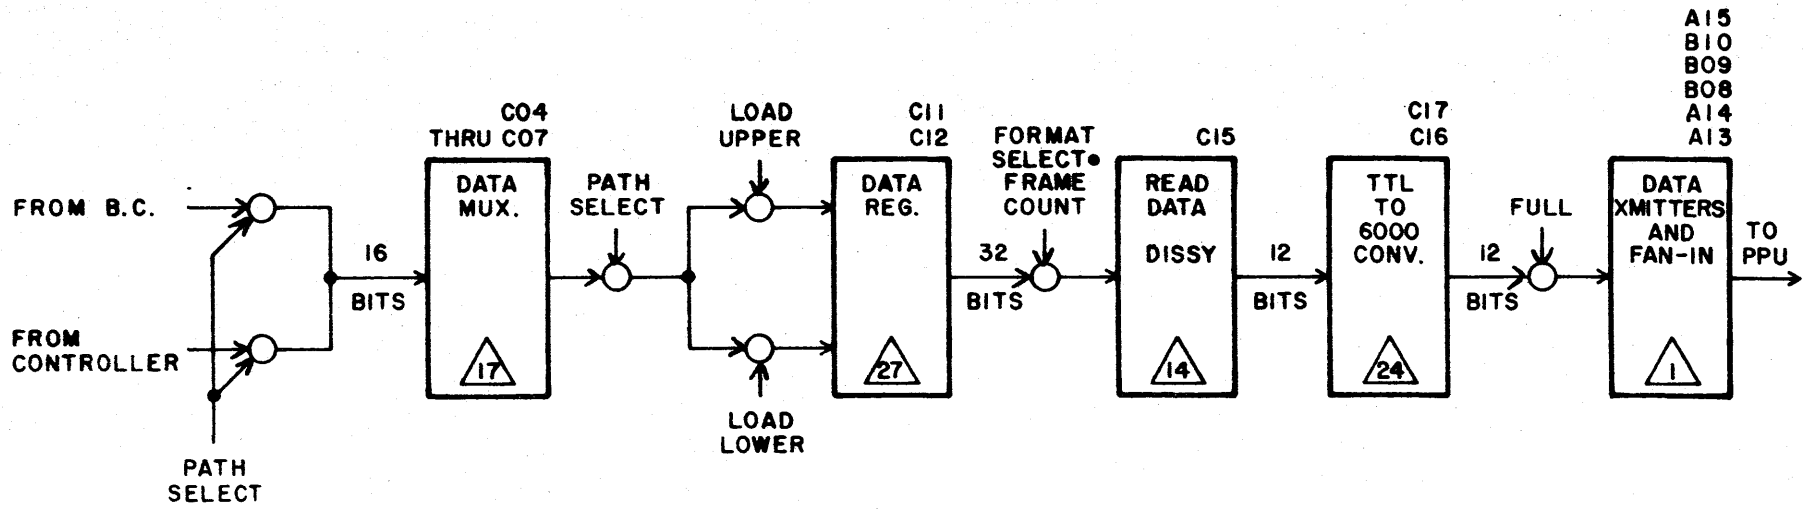 FROM B.C.
FROM
CONTROLLER
PATH
SELECT
16
BITS
C04
THRU C07
DATA
MUX.
17
PATH
SELECT
LOAD
UPPER
LOAD
LOWER
C11
C12
DATA
REG.
27
32
BITS
FORMAT
SELECT•
FRAME
COUNT
C15
READ
DATA
DISSY
14
12
BITS
C17
C16
TTL
TO
6000
CONV.
24
12
BITS
FULL
A15
B10
B09
B08
A14
A13
DATA
XMITTERS
AND
FAN-IN
1
TO
PPU